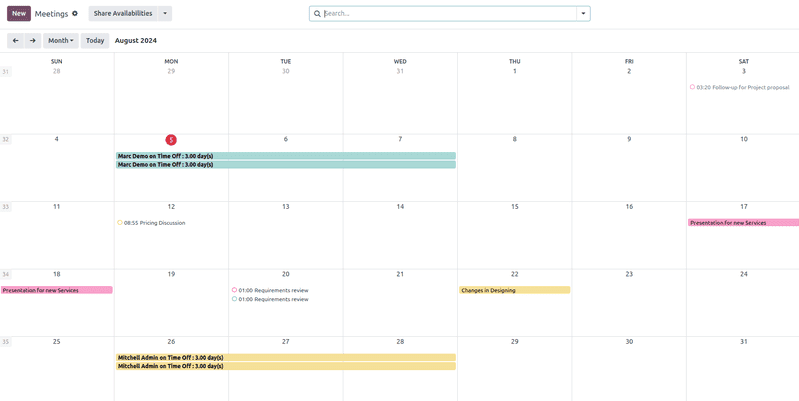 New Meetings Share Availabilities Search...
Month Today August 2024
SUN MON TUE WED THU FRI SAT
31 28 29 30 31 1 2 3
03:20 Follow-up for Project proposal
32 4 5 6 7 8 9 10
Marc Demo on Time Off : 3.00 day(s)
Marc Demo on Time Off : 3.00 day(s)
33 11 12 13 14 15 16 17
08:55 Pricing Discussion Presentation for new Services
34 18 19 20 21 22 23 24
Presentation for new Services 01:00 Requirements review Changes in Designing
01:00 Requirements review
35 25 26 27 28 29 30 31
Mitchell Admin on Time Off : 3.00 day(s)
Mitchell Admin on Time Off : 3.00 day(s)